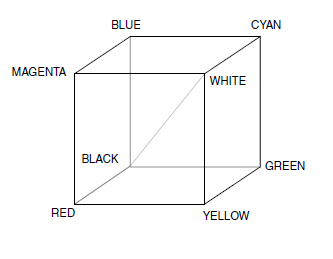 BLUE
CYAN
MAGENTA
WHITE
BLACK
GREEN
RED
YELLOW